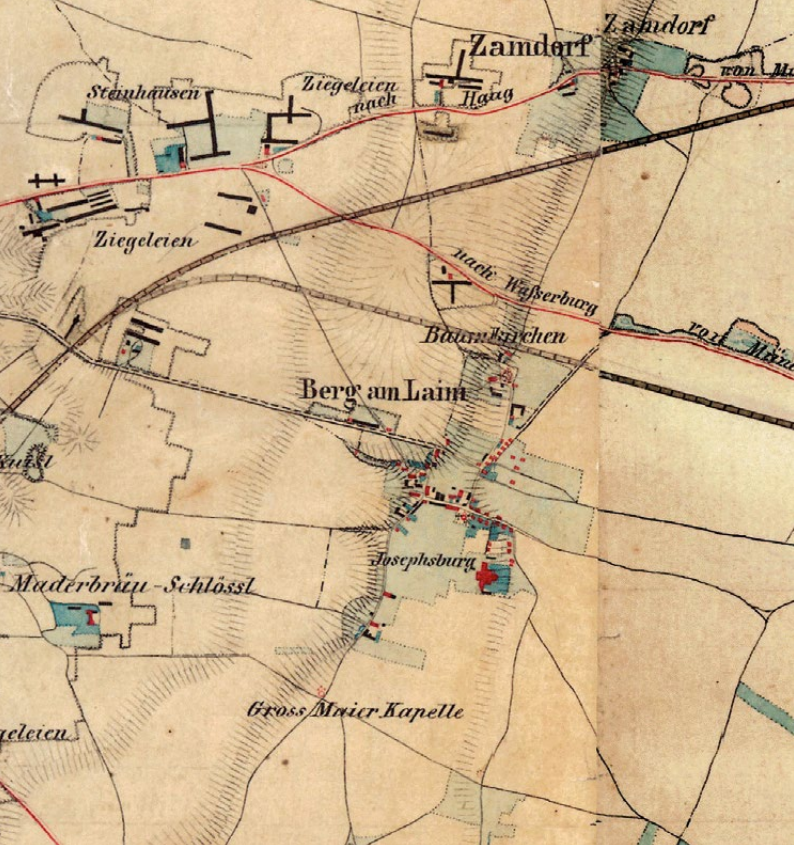 Zamdorf
Zamdorf
Steinhausen
Ziegeleien
nach Haag
von
Ziegeleien
nach Waßerburg
Baumkirchen
von
Berg am Laim
Josephsburg
Maderbräu-Schlössl
Gross Maier Kapelle